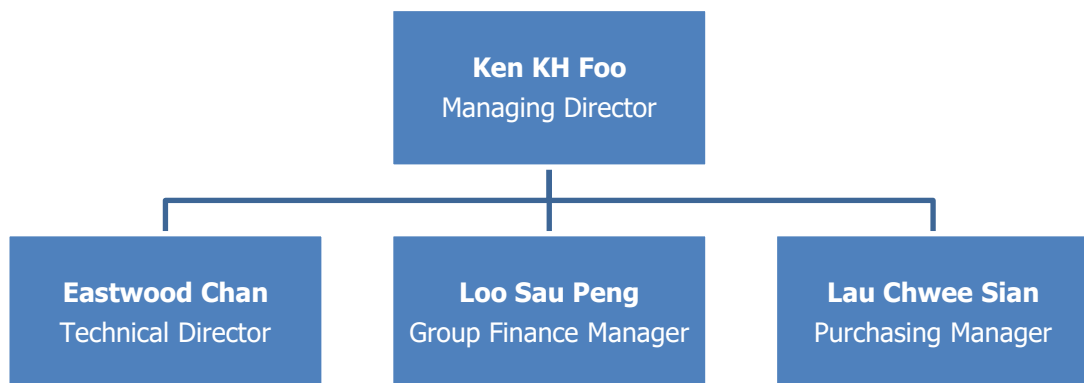 Ken KH Foo
Managing Director
Eastwood Chan
Technical Director
Loo Sau Peng
Group Finance Manager
Lau Chwee Sian
Purchasing Manager